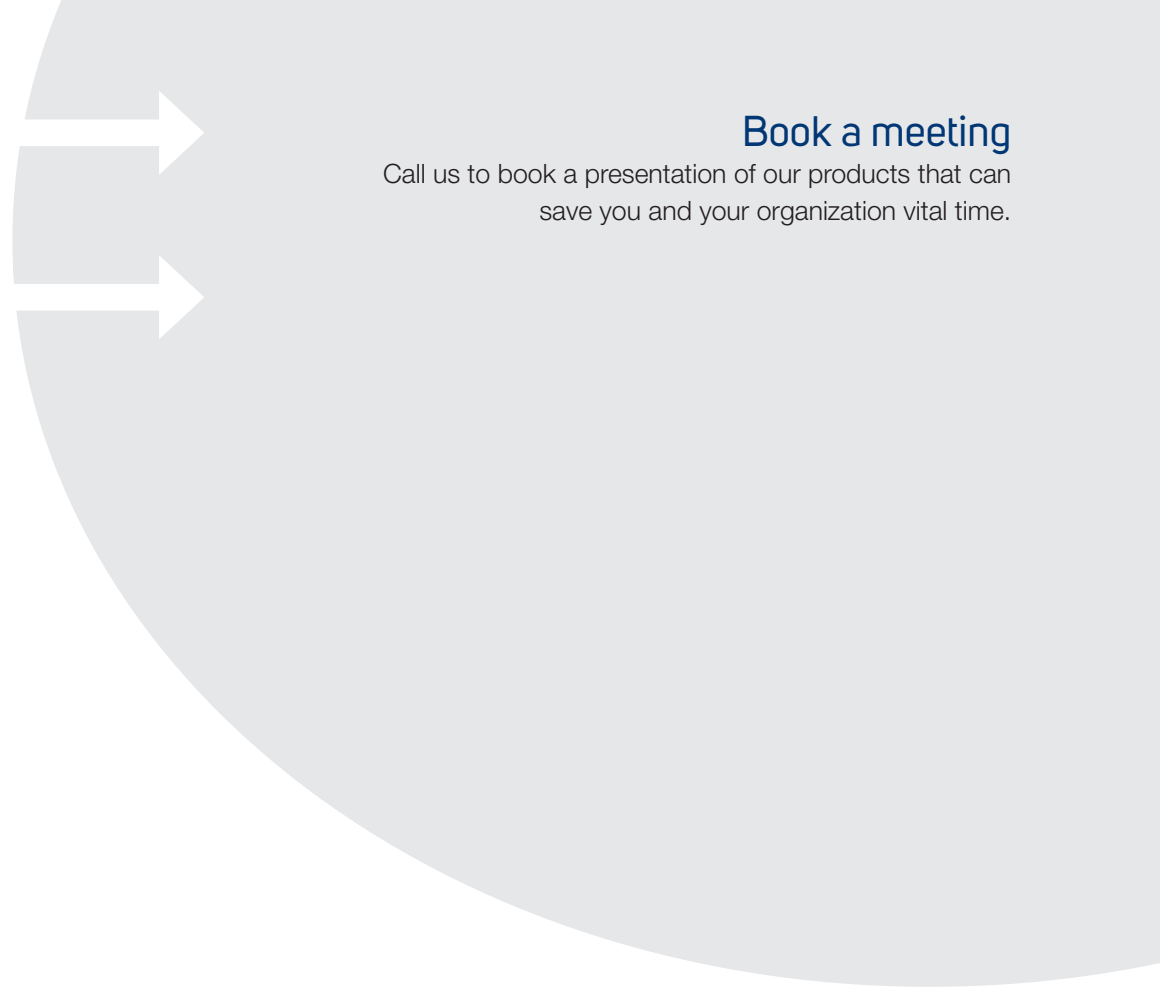 Book a meeting
Call us to book a presentation of our products that can
save you and your organization vital time.